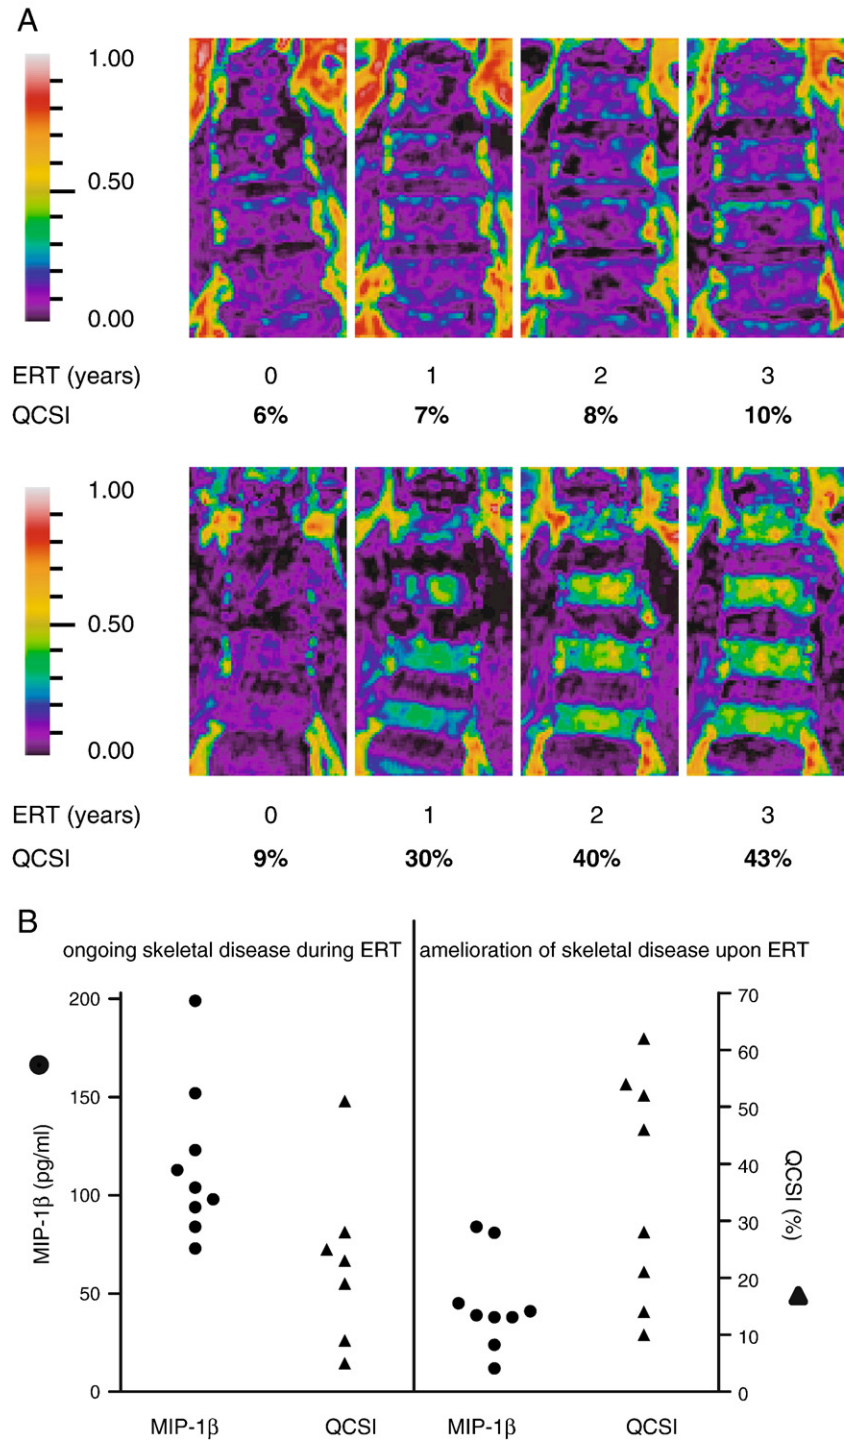 A
1.00
0.50
0.00
ERT (years) 0 1 2 3
QCSI 6% 7% 8% 10%
1.00
0.50
0.00
ERT (years) 0 1 2 3
QCSI 9% 30% 40% 43%
B
ongoing skeletal disease during ERT
amelioration of skeletal disease upon ERT
MIP-1β (pg/ml)
200
150
100
50
0
70
60
50
40
30
20
10
0
QCSI (%)
MIP-1β QCSI MIP-1β QCSI